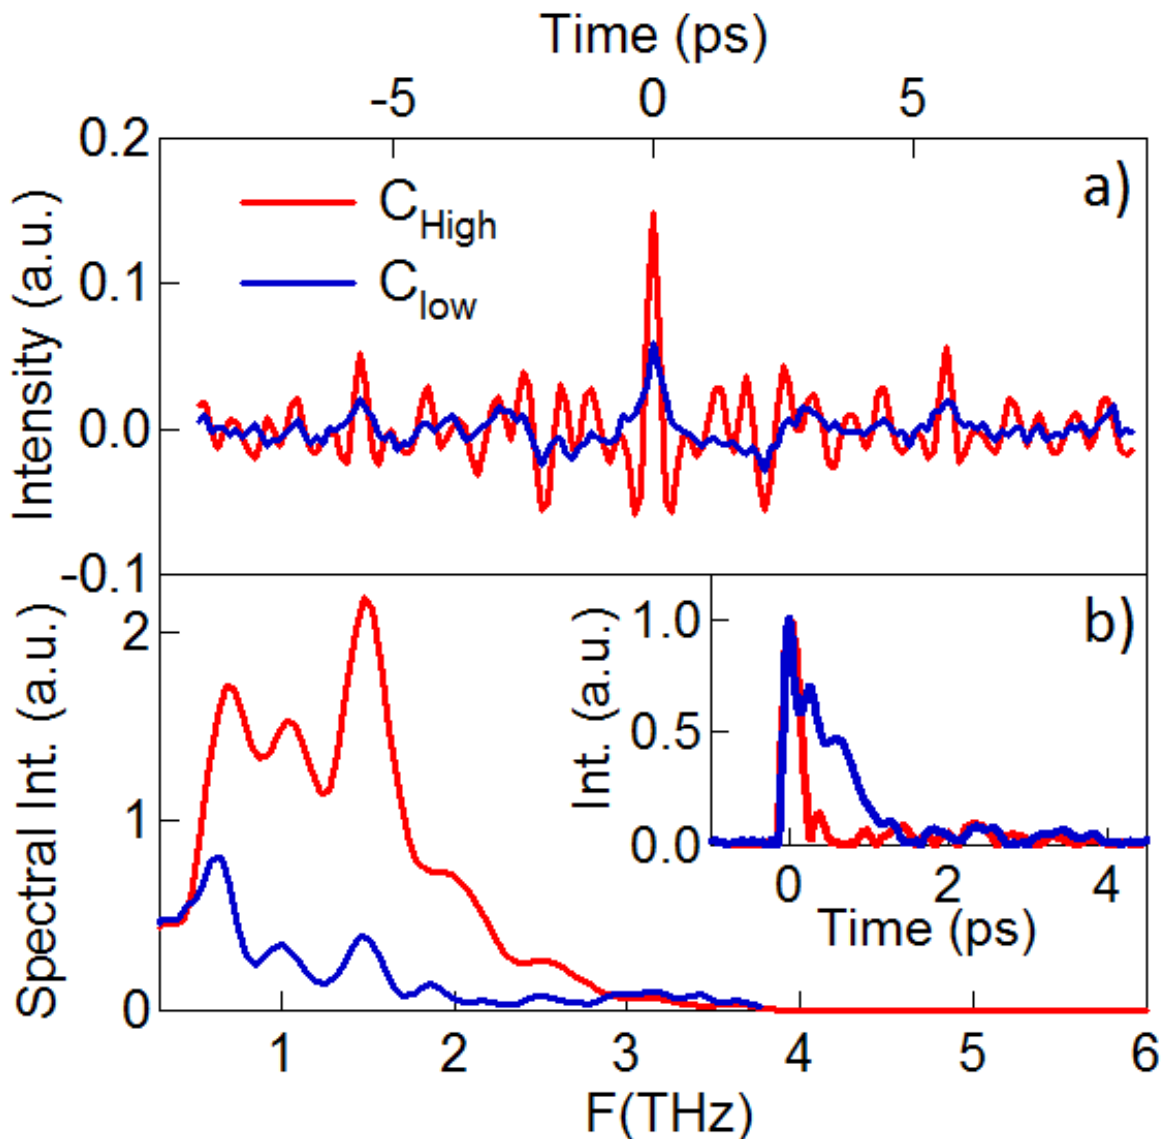 Time (ps)
-5 0 5
0.2
a)
C_High
C_low
0.1
0.0
-0.1
Intensity (a.u.)
2
1
0
Spectral Int. (a.u.)
1.0
b)
0.5
0.0
Int. (a.u.)
0 2 4
Time (ps)
1 2 3 4 5 6
F(THz)